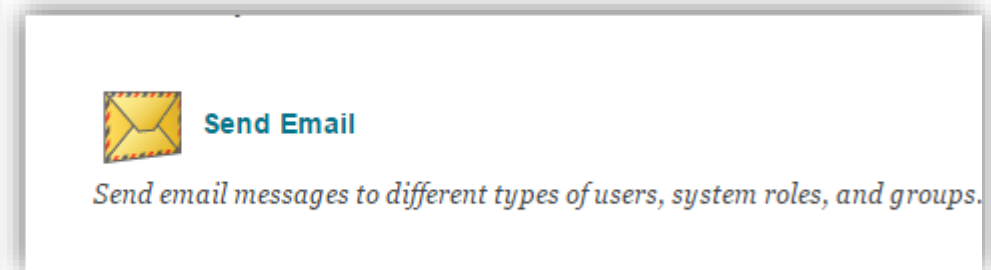 Send Email
Send email messages to different types of users, system roles, and groups.